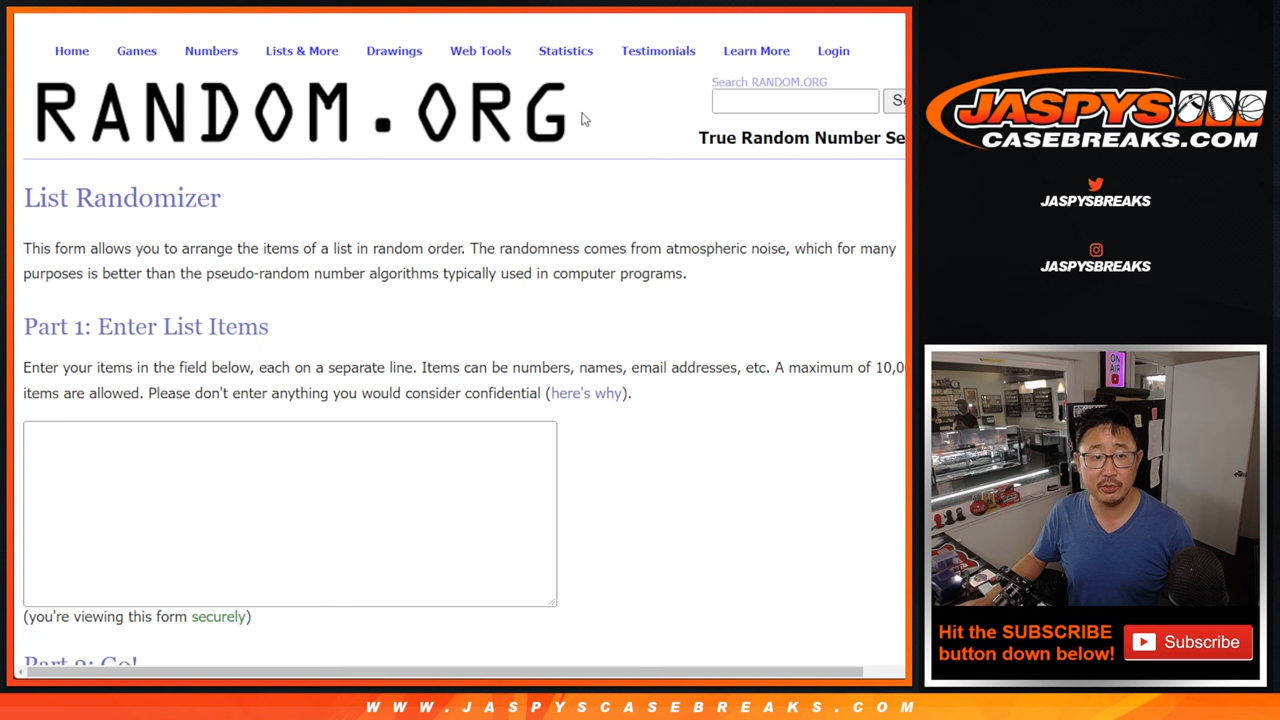 Home Games Numbers Lists & More Drawings Web Tools Statistics Testimonials Learn More Login
RANDOM.ORG
Search RANDOM.ORG
True Random Number Se
List Randomizer
This form allows you to arrange the items of a list in random order. The randomness comes from atmospheric noise, which for many
purposes is better than the pseudo-random number algorithms typically used in computer programs.
Part 1: Enter List Items
Enter your items in the field below, each on a separate line. Items can be numbers, names, email addresses, etc. A maximum of 10,0
items are allowed. Please don't enter anything you would consider confidential (here's why).
(you're viewing this form securely)
Part 2: Go!
JASPYS
CASEBREAKS.COM
JASPYSBREAKS
JASPYSBREAKS
ON
AIR
Hit the SUBSCRIBE
button down below!
Subscribe
WWW.JASPYSCASEBREAKS.COM